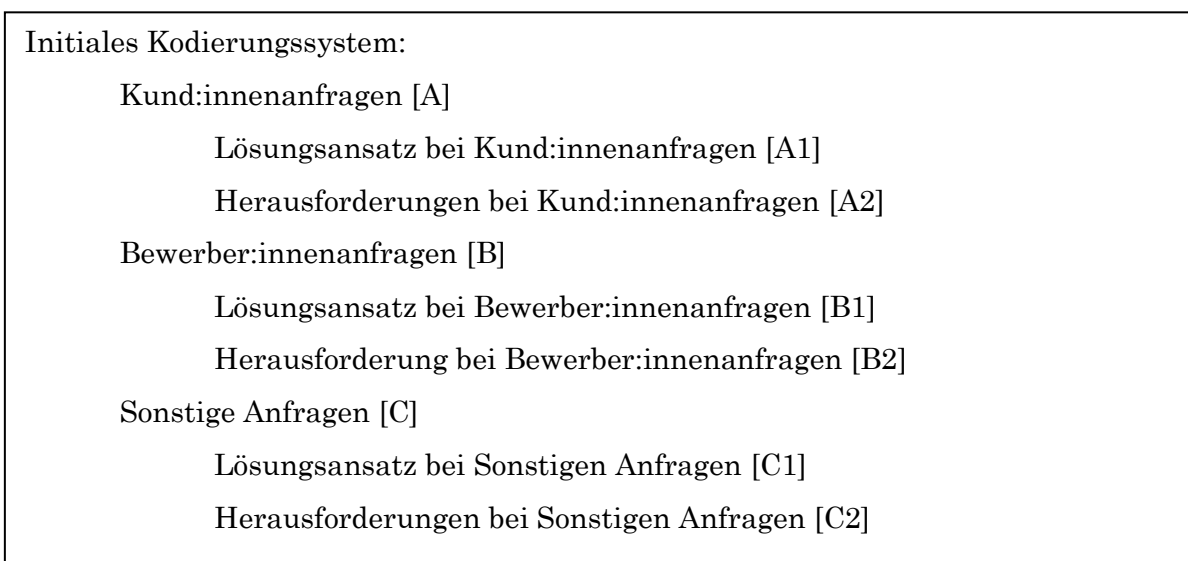 Initiales Kodierungssystem:
Kund:innenanfragen [A]
Lösungsansatz bei Kund:innenanfragen [A1]
Herausforderungen bei Kund:innenanfragen [A2]
Bewerber:innenanfragen [B]
Lösungsansatz bei Bewerber:innenanfragen [B1]
Herausforderung bei Bewerber:innenanfragen [B2]
Sonstige Anfragen [C]
Lösungsansatz bei Sonstigen Anfragen [C1]
Herausforderungen bei Sonstigen Anfragen [C2]